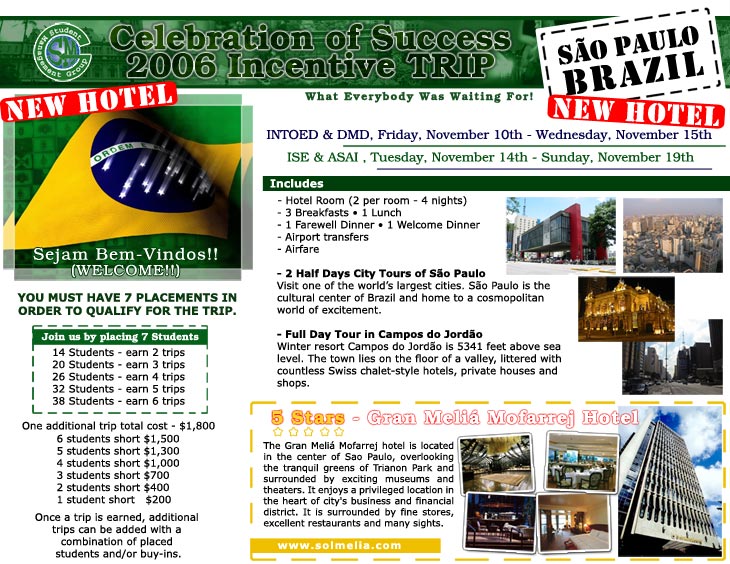 Student Management Group
SMG
Celebration of Success
2006 Incentive TRIP
SÃO PAULO
BRAZIL
NEW HOTEL
NEW HOTEL
What Everybody Was Waiting For!
INTOED & DMD, Friday, November 10th - Wednesday, November 15th
ISE & ASAI , Tuesday, November 14th - Sunday, November 19th
ORDEM E
Sejam Bem-Vindos!!
(WELCOME!!)
YOU MUST HAVE 7 PLACEMENTS IN
ORDER TO QUALIFY FOR THE TRIP.
Join us by placing 7 Students
14 Students - earn 2 trips
20 Students - earn 3 trips
26 Students - earn 4 trips
32 Students - earn 5 trips
38 Students - earn 6 trips
One additional trip total cost - $1,800
6 students short $1,500
5 students short $1,300
4 students short $1,000
3 students short $700
2 students short $400
1 student short $200
Once a trip is earned, additional
trips can be added with a
combination of placed
students and/or buy-ins.
Includes
- Hotel Room (2 per room - 4 nights)
- 3 Breakfasts • 1 Lunch
- 1 Farewell Dinner • 1 Welcome Dinner
- Airport transfers
- Airfare
- 2 Half Days City Tours of São Paulo
Visit one of the world's largest cities. São Paulo is the
cultural center of Brazil and home to a cosmopolitan
world of excitement.
- Full Day Tour in Campos do Jordão
Winter resort Campos do Jordão is 5341 feet above sea
level. The town lies on the floor of a valley, littered with
countless Swiss chalet-style hotels, private houses and
shops.
5 Stars - Gran Meliá Mofarrej Hotel
The Gran Meliá Mofarrej hotel is located
in the center of Sao Paulo, overlooking
the tranquil greens of Trianon Park and
surrounded by exciting museums and
theaters. It enjoys a privileged location in
the heart of city's business and financial
district. It is surrounded by fine stores,
excellent restaurants and many sights.
www.solmelia.com